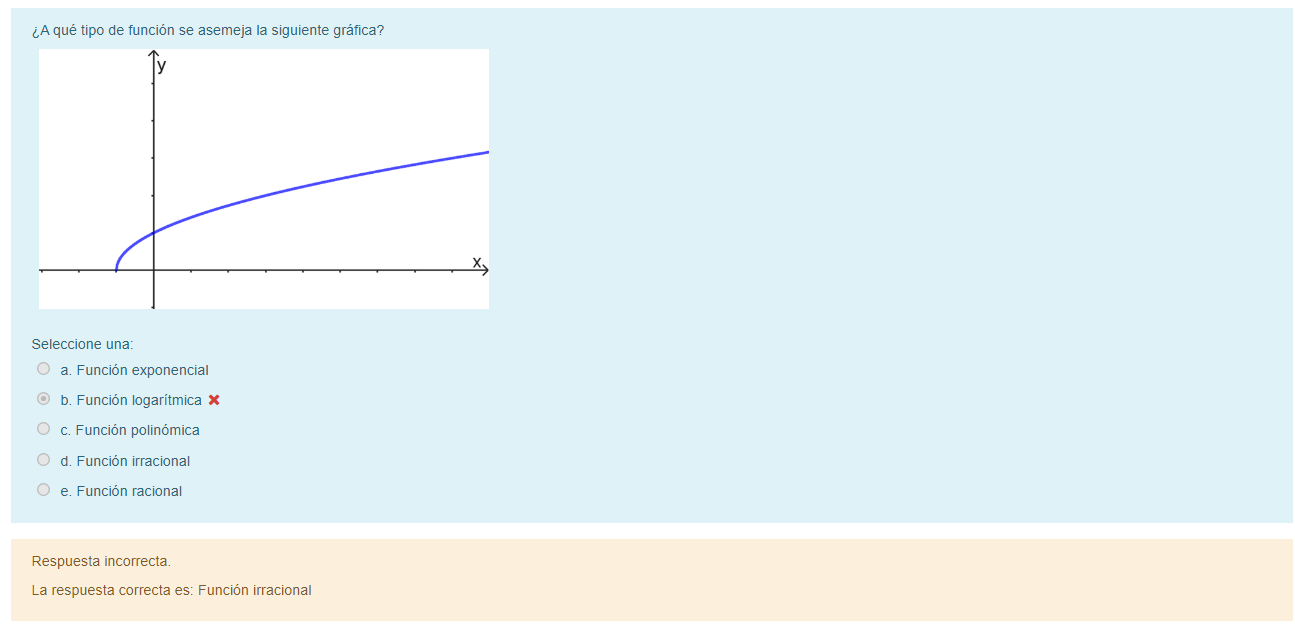 ¿A qué tipo de función se asemeja la siguiente gráfica?
y
x
Seleccione una:
a. Función exponencial
b. Función logarítmica
c. Función polinómica
d. Función irracional
e. Función racional
Respuesta incorrecta.
La respuesta correcta es: Función irracional